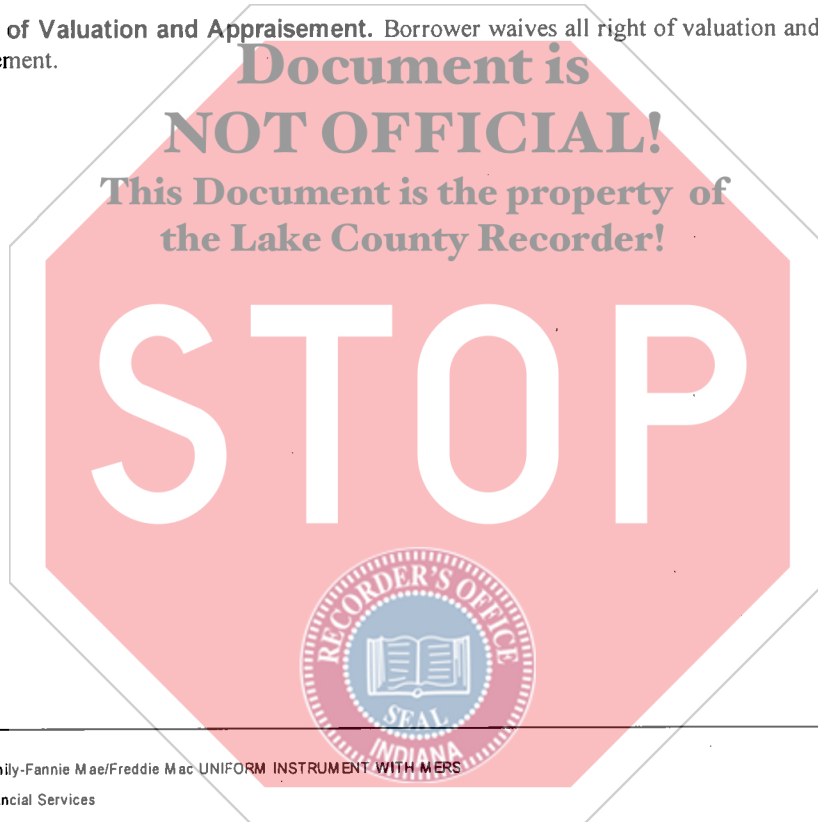 of Valuation and Appraisement. Borrower waives all right of valuation and
ement.
Document is
NOT OFFICIAL!
This Document is the property of
the Lake County Recorder!
STOP
RECORDER'S OFFICE
SEAL
INDIANA
nily-Fannie Mae/Freddie Mac UNIFORM INSTRUMENT WITH MERS
ncial Services